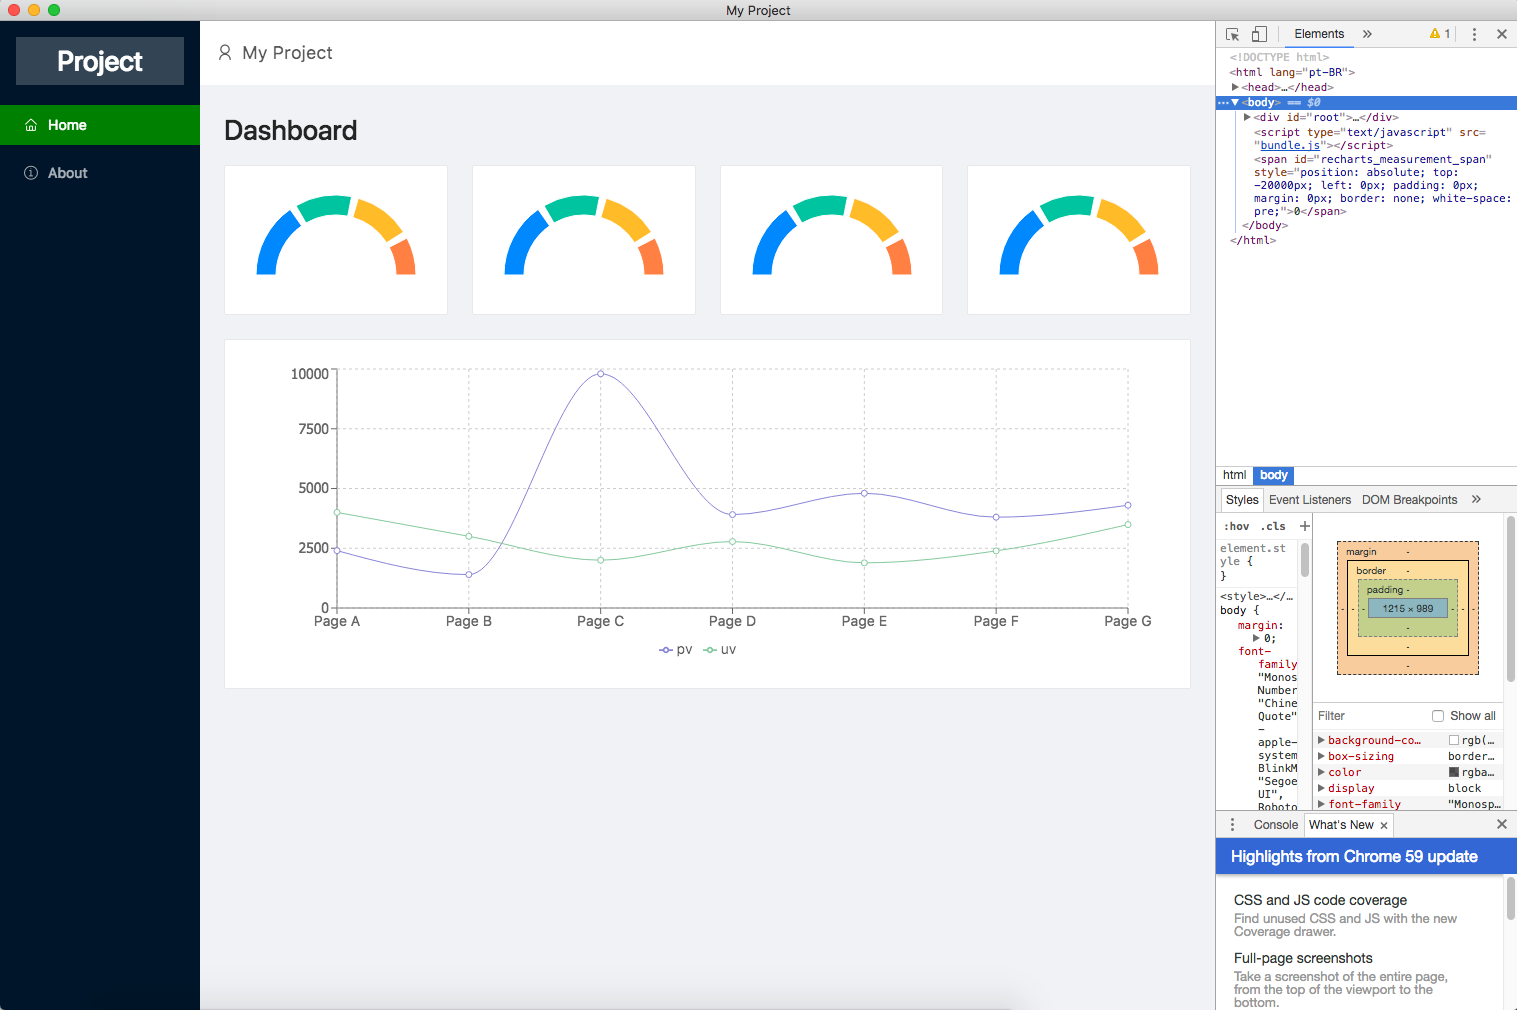 My Project
Project
Home
About
My Project
Dashboard
10000
7500
5000
2500
0
Page A
Page B
Page C
Page D
Page E
Page F
Page G
pv
uv
Elements
1
<!DOCTYPE html>
<html lang="pt-BR">
<head>…</head>
<body> == $0
<div id="root">…</div>
<script type="text/javascript" src=
"bundle.js"></script>
<span id="recharts_measurement_span"
style="position: absolute; top:
-20000px; left: 0px; padding: 0px;
margin: 0px; border: none; white-space:
pre;">0</span>
</body>
</html>
html body
Styles Event Listeners DOM Breakpoints
:hov .cls +
element.st
yle {
}
<style>…</…
body {
margin:
0;
font-
family
"Monos
Number
"Chine
Quote"
-
apple-
system
BlinkM
"Segoe
UI",
Roboto
margin -
border -
padding -
- - - 1215 × 989 - - -
-
-
-
Filter Show all
background-co… rgb(…
box-sizing border…
color rgba…
display block
font-family "Monosp…
Console What's New
Highlights from Chrome 59 update
CSS and JS code coverage
Find unused CSS and JS with the new
Coverage drawer.
Full-page screenshots
Take a screenshot of the entire page,
from the top of the viewport to the
bottom.